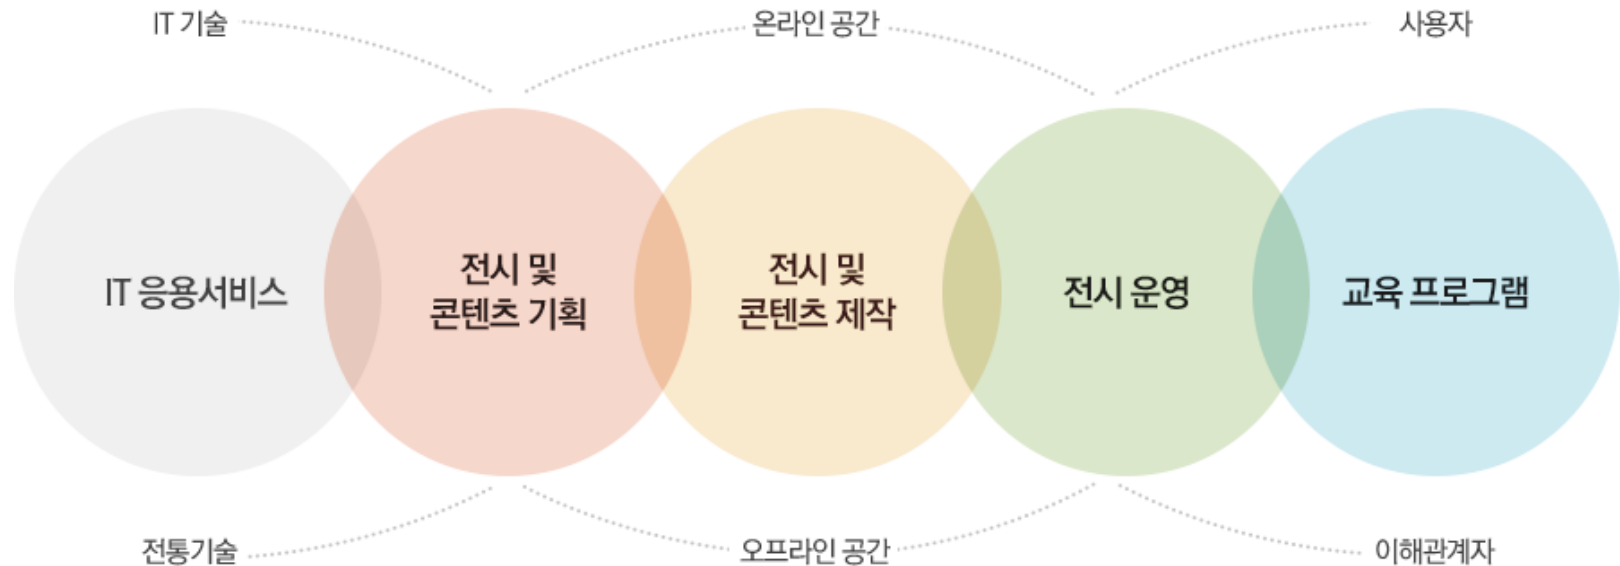 IT 기술
온라인 공간
사용자
IT 응용서비스
전시 및
콘텐츠 기획
전시 및
콘텐츠 제작
전시 운영
교육 프로그램
전통기술
오프라인 공간
이해관계자